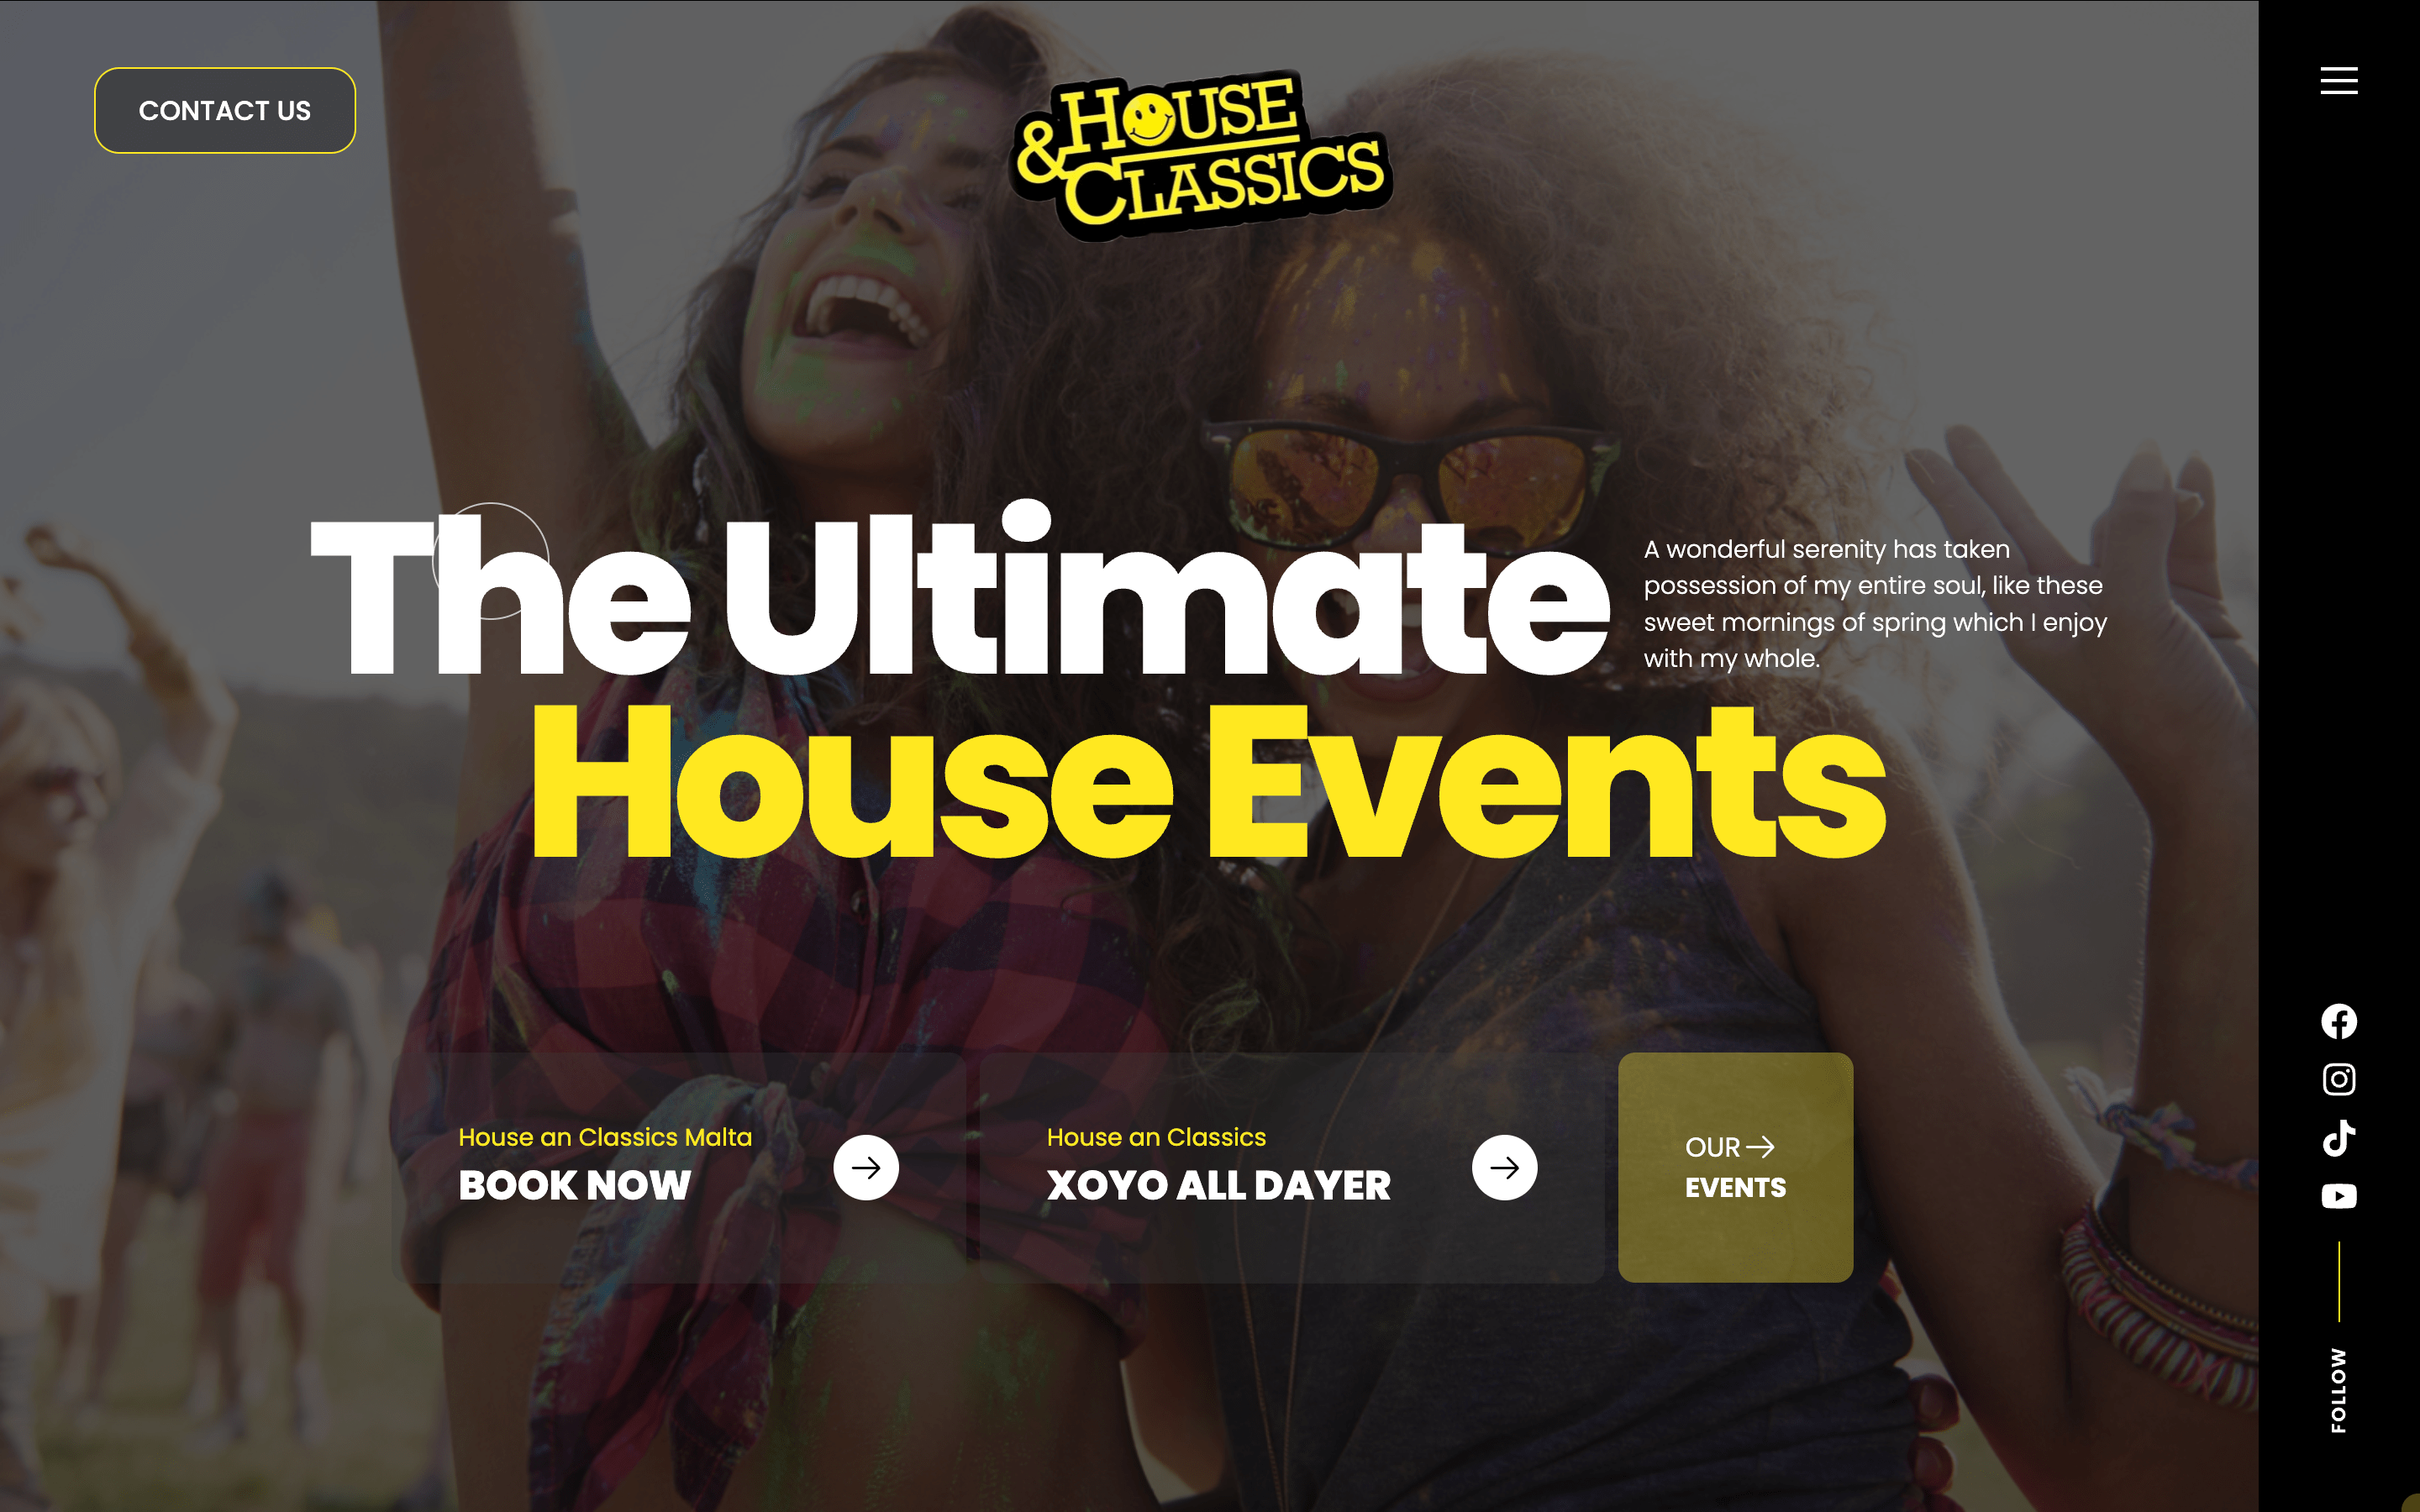 CONTACT US
& HOUSE
CLASSICS
The Ultimate
A wonderful serenity has taken
possession of my entire soul, like these
sweet mornings of spring which I enjoy
with my whole.
House Events
House an Classics Malta
BOOK NOW
House an Classics
XOYO ALL DAYER
OUR
EVENTS
FOLLOW